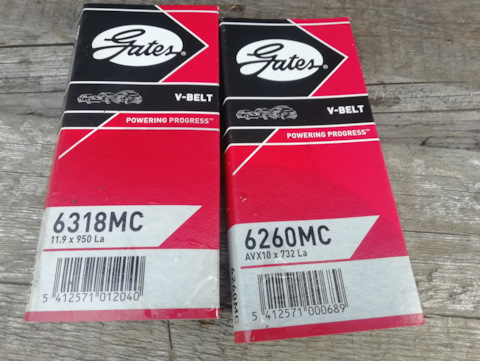 Gates®
V-BELT
POWERING PROGRESS™
6318MC
11.9 x 950 La
5 412571 012040
Gates®
V-BELT
POWERING PROGRESS™
6260MC
AVX10 x 732 La
6260MC
5 412571 000689